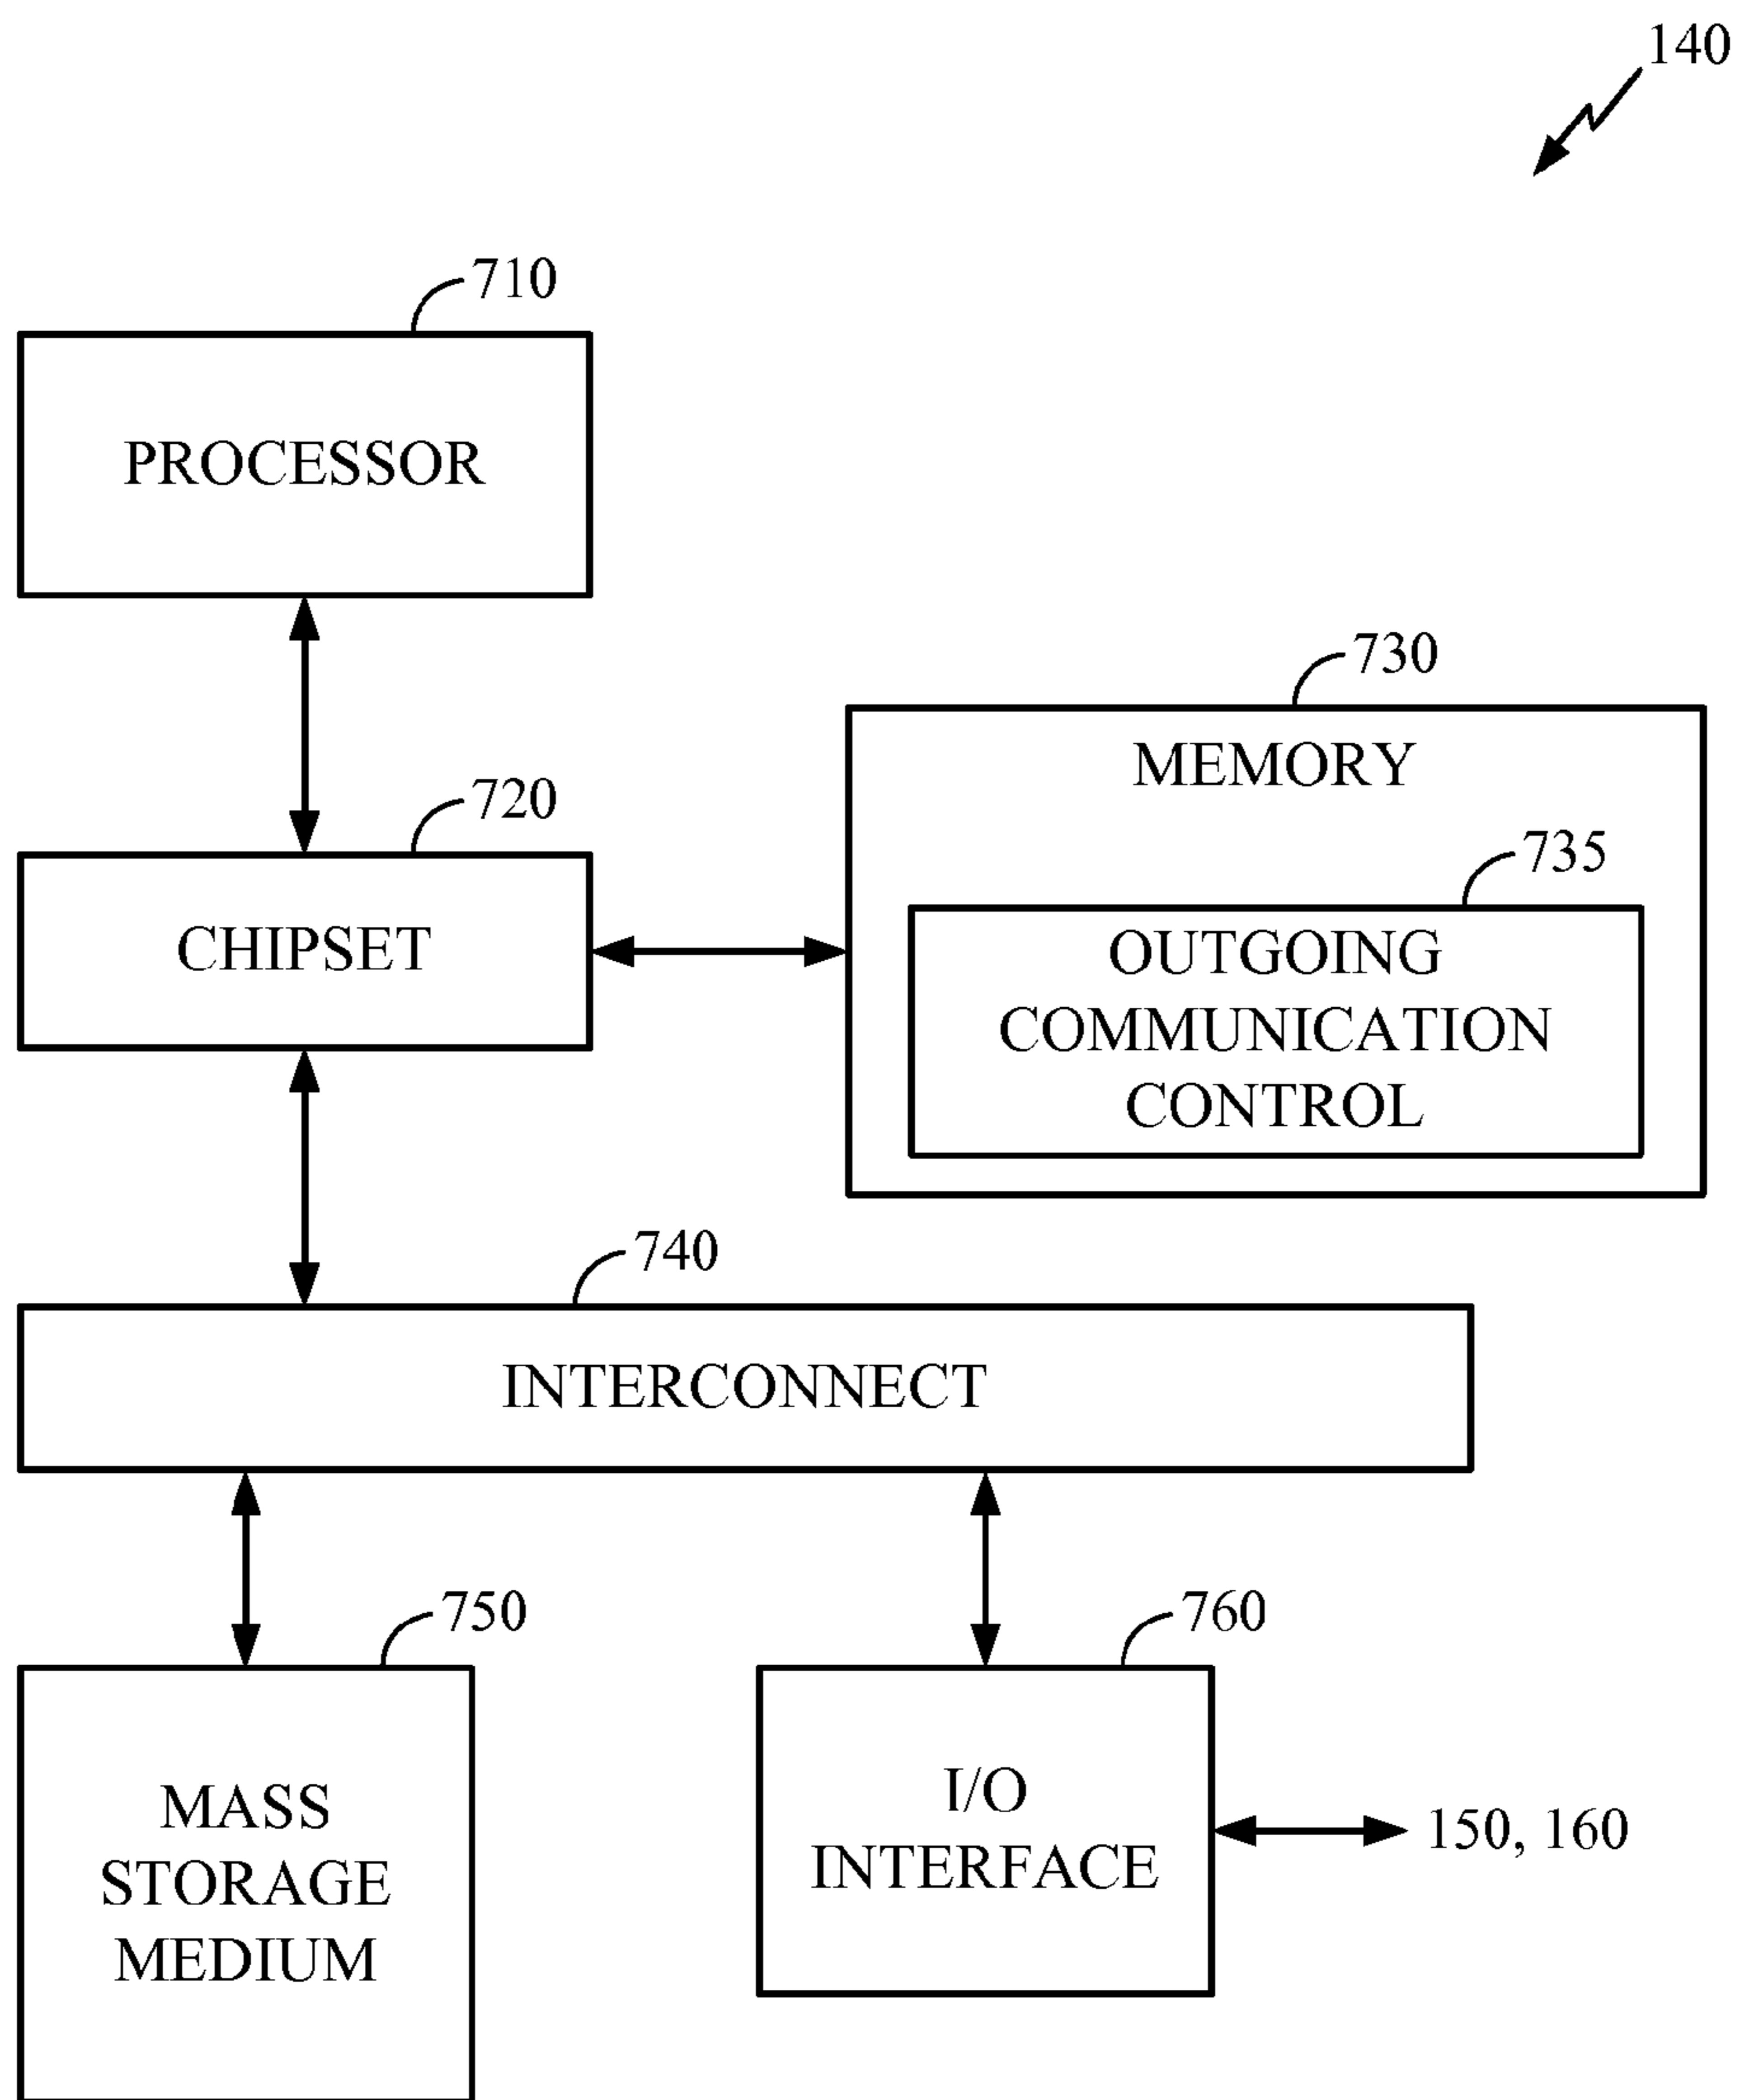 140
710
PROCESSOR
730
MEMORY
720
735
CHIPSET
OUTGOING
COMMUNICATION
CONTROL
740
INTERCONNECT
750
760
MASS
STORAGE
MEDIUM
I/O
INTERFACE
150, 160